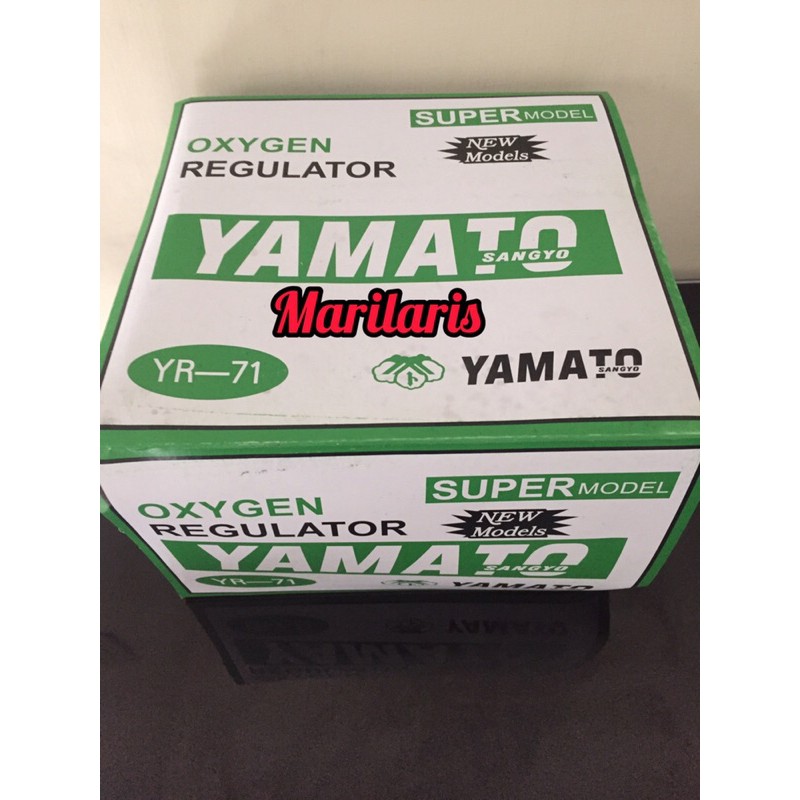 SUPER MODEL
OXYGEN
REGULATOR
NEW
Models
YAMATO
SANGYO
Marilaris
YR—71
ト
YAMATO
SANGYO
SUPER MODEL
OXYGEN
REGULATOR
NEW
Models
YAMATO
SANGYO
YR—71
YAMATO